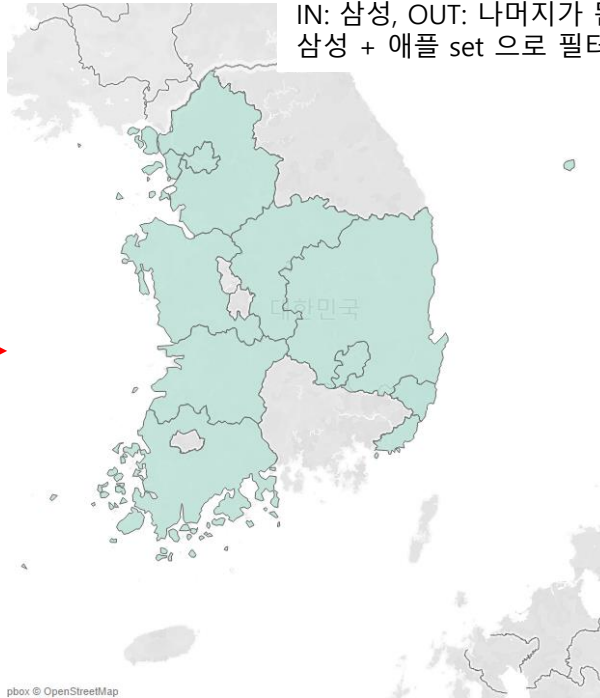 IN: 삼성, OUT: 나머지가
삼성 + 애플 set 으로
대한민국
pbox © OpenStreetMap